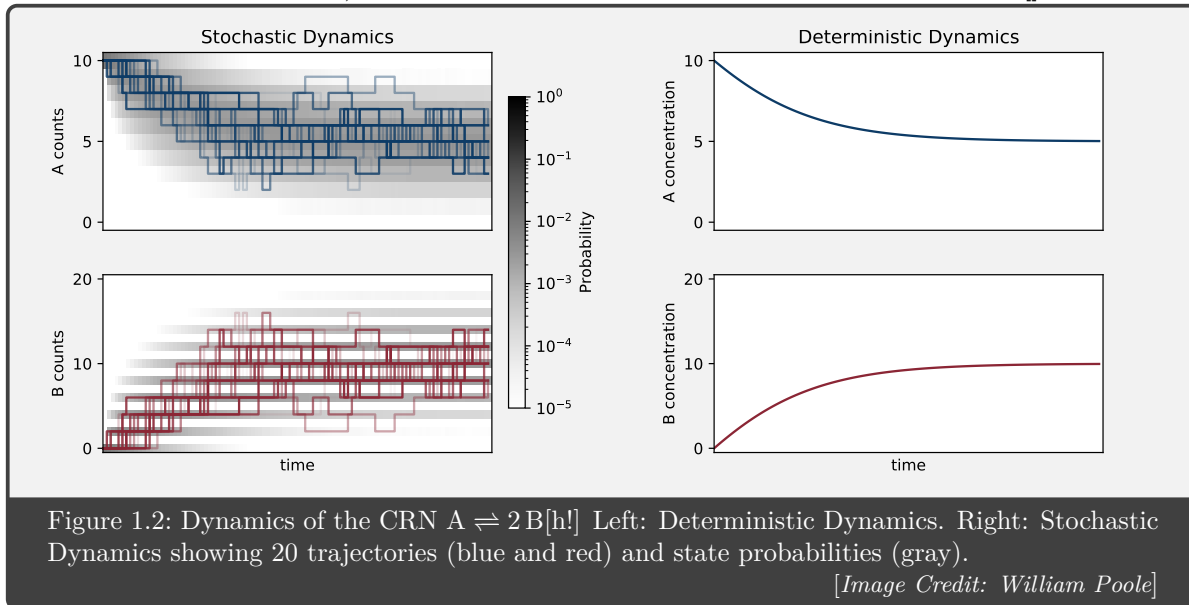 Stochastic Dynamics
Deterministic Dynamics
10
5
0
A counts
10
5
0
A concentration
10⁰
10⁻¹
10⁻²
10⁻³
10⁻⁴
10⁻⁵
Probability
20
10
0
B counts
time
20
10
0
B concentration
time
Figure 1.2: Dynamics of the CRN A ⇌ 2 B[h!] Left: Deterministic Dynamics. Right: Stochastic
Dynamics showing 20 trajectories (blue and red) and state probabilities (gray).
[Image Credit: William Poole]